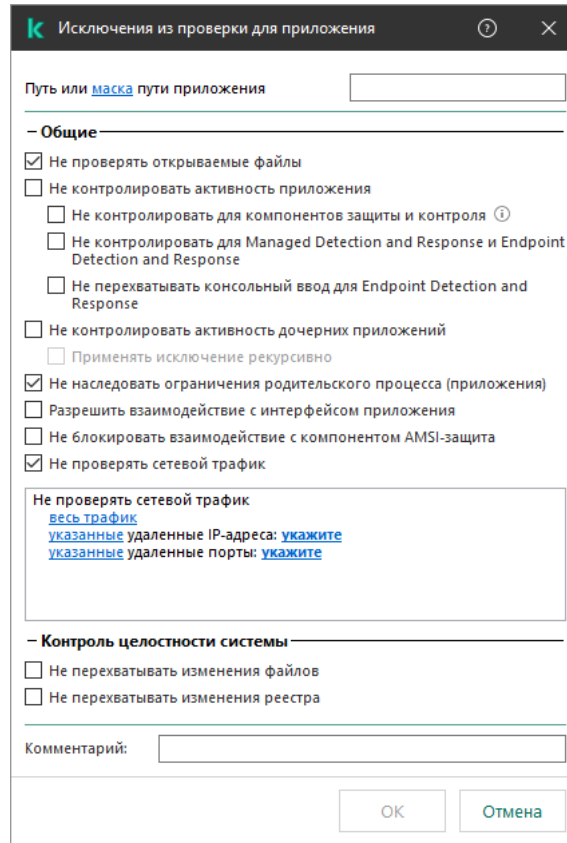 Исключения из проверки для приложения
Путь или маска пути приложения
Общие
Не проверять открываемые файлы
Не контролировать активность приложения
Не контролировать для компонентов защиты и контроля
Не контролировать для Managed Detection and Response и Endpoint
Detection and Response
Не перехватывать консольный ввод для Endpoint Detection and
Response
Не контролировать активность дочерних приложений
Применять исключение рекурсивно
Не наследовать ограничения родительского процесса (приложения)
Разрешить взаимодействие с интерфейсом приложения
Не блокировать взаимодействие с компонентом AMSI-защита
Не проверять сетевой трафик
Не проверять сетевой трафик
весь трафик
указанные удаленные IP-адреса: укажите
указанные удаленные порты: укажите
Контроль целостности системы
Не перехватывать изменения файлов
Не перехватывать изменения реестра
Комментарий:
ОК Отмена